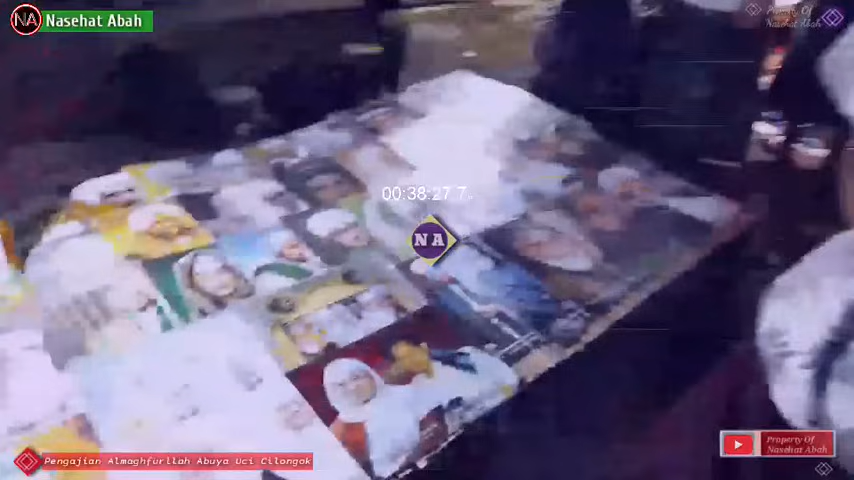 NA Nasehat Abah
Property Of
Nasehat Abah
00:38:27.7
NA
Pengajian Almaghfurllah Abuya Uci Cilongok
Property Of
Nasehat Abah